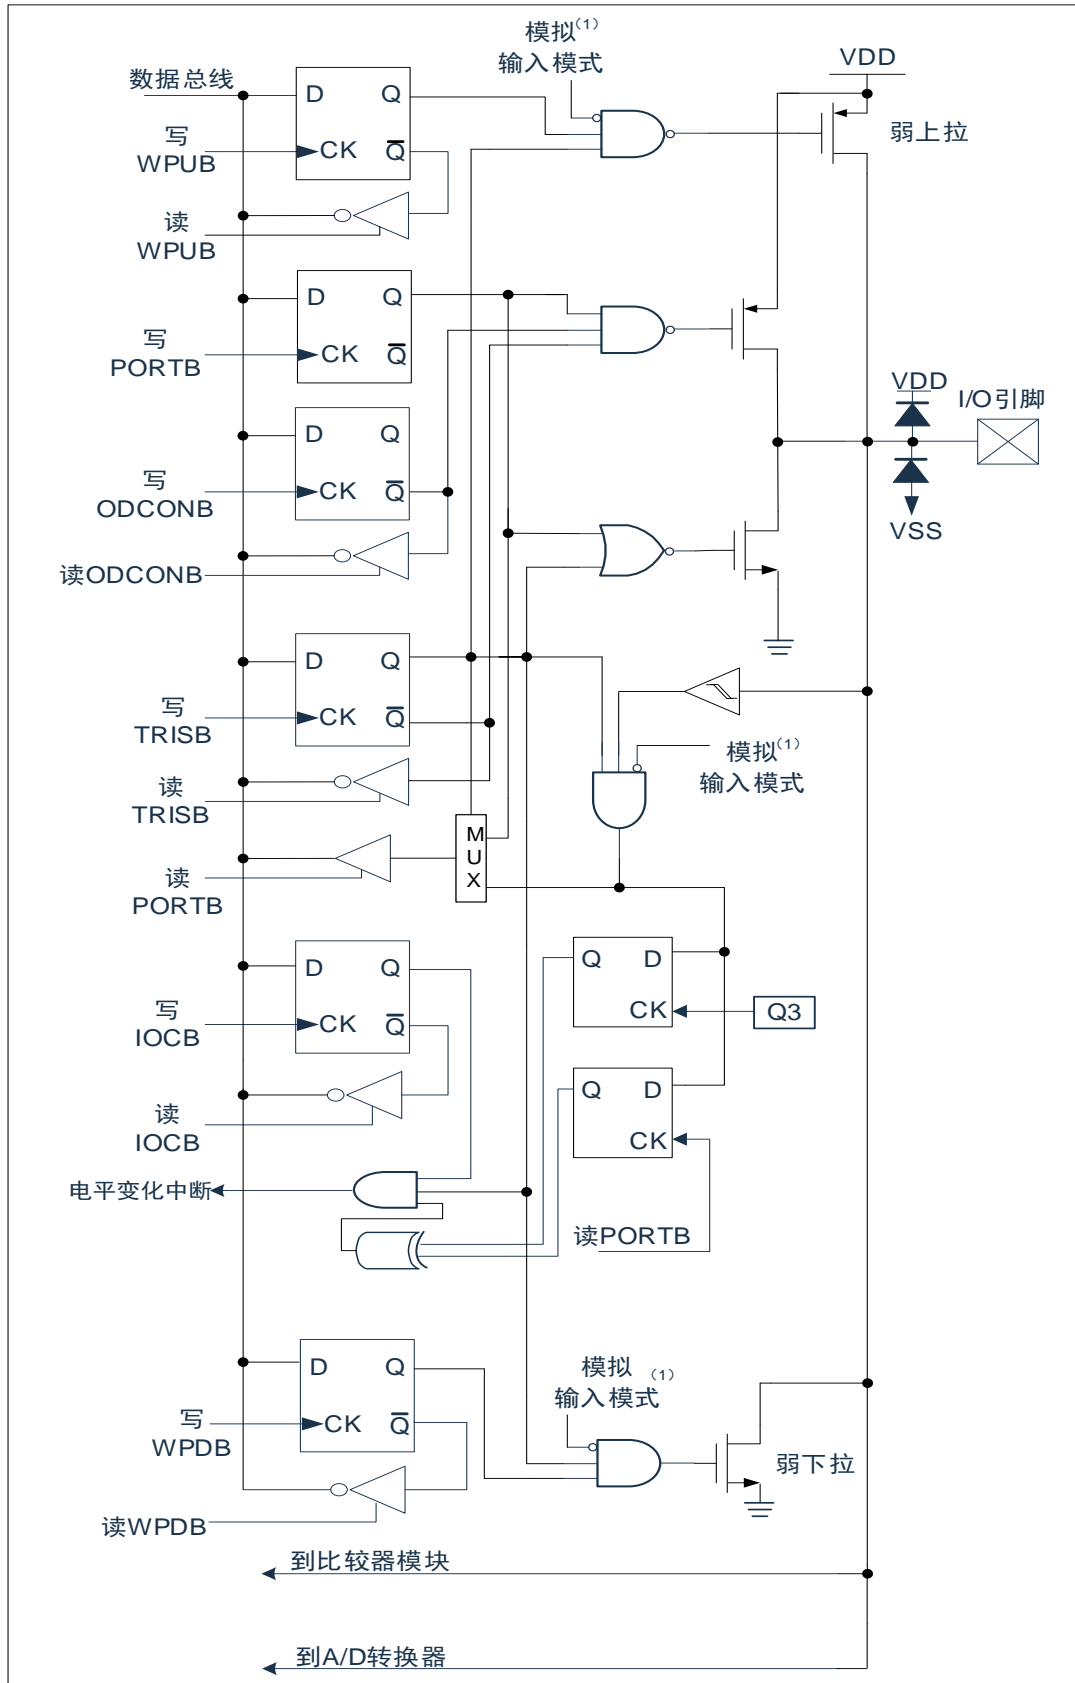 模拟(1)
输入模式
VDD
数据总线
D Q
弱上拉
写
WPUB
CK Q
读
WPUB
D Q
写
PORTB
CK Q
VDD
I/O引脚
D Q
写
ODCONB
CK Q
VSS
读ODCONB
D Q
写
TRISB
CK Q
模拟(1)
输入模式
读
TRISB
M
U
X
读
PORTB
D Q
Q D
写
IOCB
CK Q
CK
Q3
Q D
读
IOCB
CK
电平变化中断
读PORTB
D Q
模拟(1)
输入模式
写
WPDB
CK Q
弱下拉
读WPDB
到比较器模块
到A/D转换器